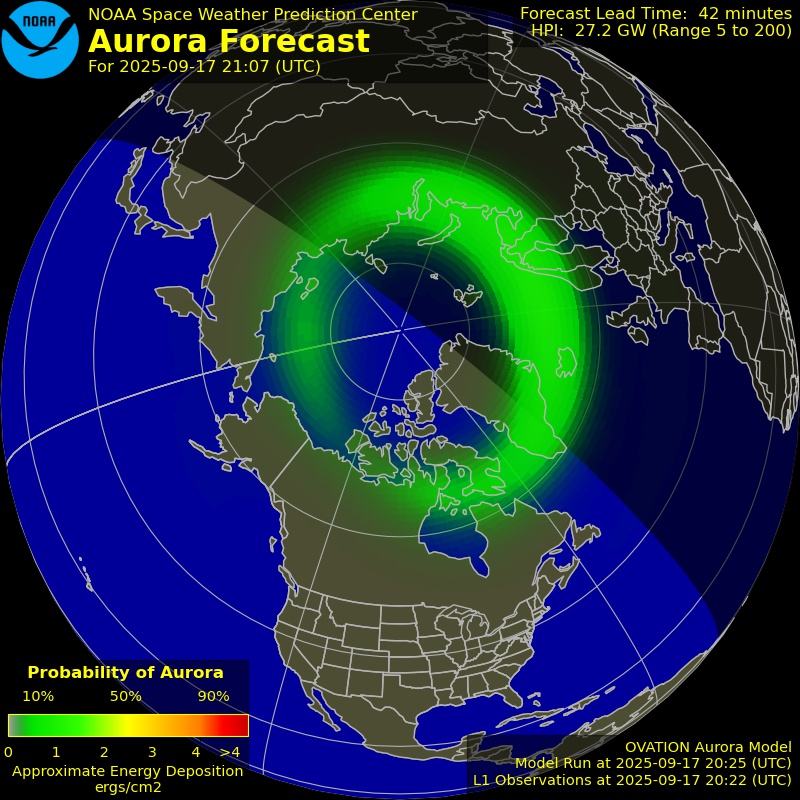 NOAA
NOAA Space Weather Prediction Center
Aurora Forecast
For 2025-09-17 21:07 (UTC)
Forecast Lead Time: 42 minutes
HPI: 27.2 GW (Range 5 to 200)
Probability of Aurora
10% 50% 90%
0 1 2 3 4 >4
Approximate Energy Deposition
ergs/cm2
OVATION Aurora Model
Model Run at 2025-09-17 20:25 (UTC)
L1 Observations at 2025-09-17 20:22 (UTC)